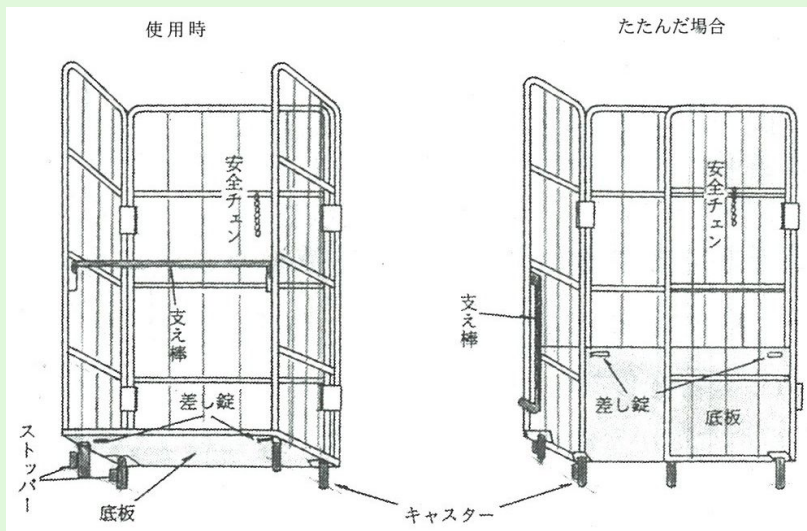 使用時
安全チェン
支え棒
差し錠
ストッパー
底板
たたんだ場合
安全チェン
支え棒
差し錠
底板
キャスター